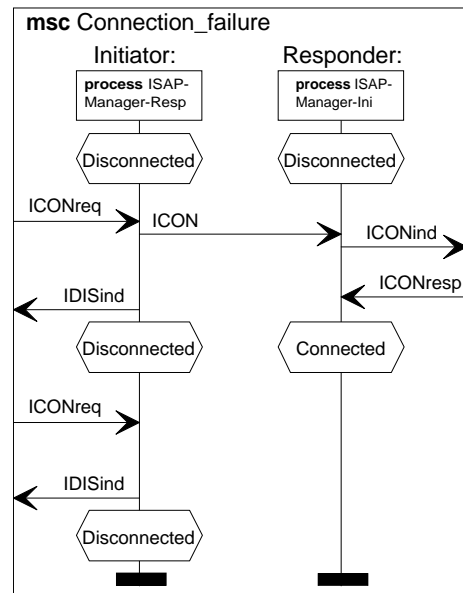 msc Connection_failure
Initiator: Responder:
process ISAP-
Manager-Resp
process ISAP-
Manager-Ini
Disconnected Disconnected
ICONreq
ICON
ICONind
ICONresp
IDISind
Disconnected Connected
ICONreq
IDISind
Disconnected